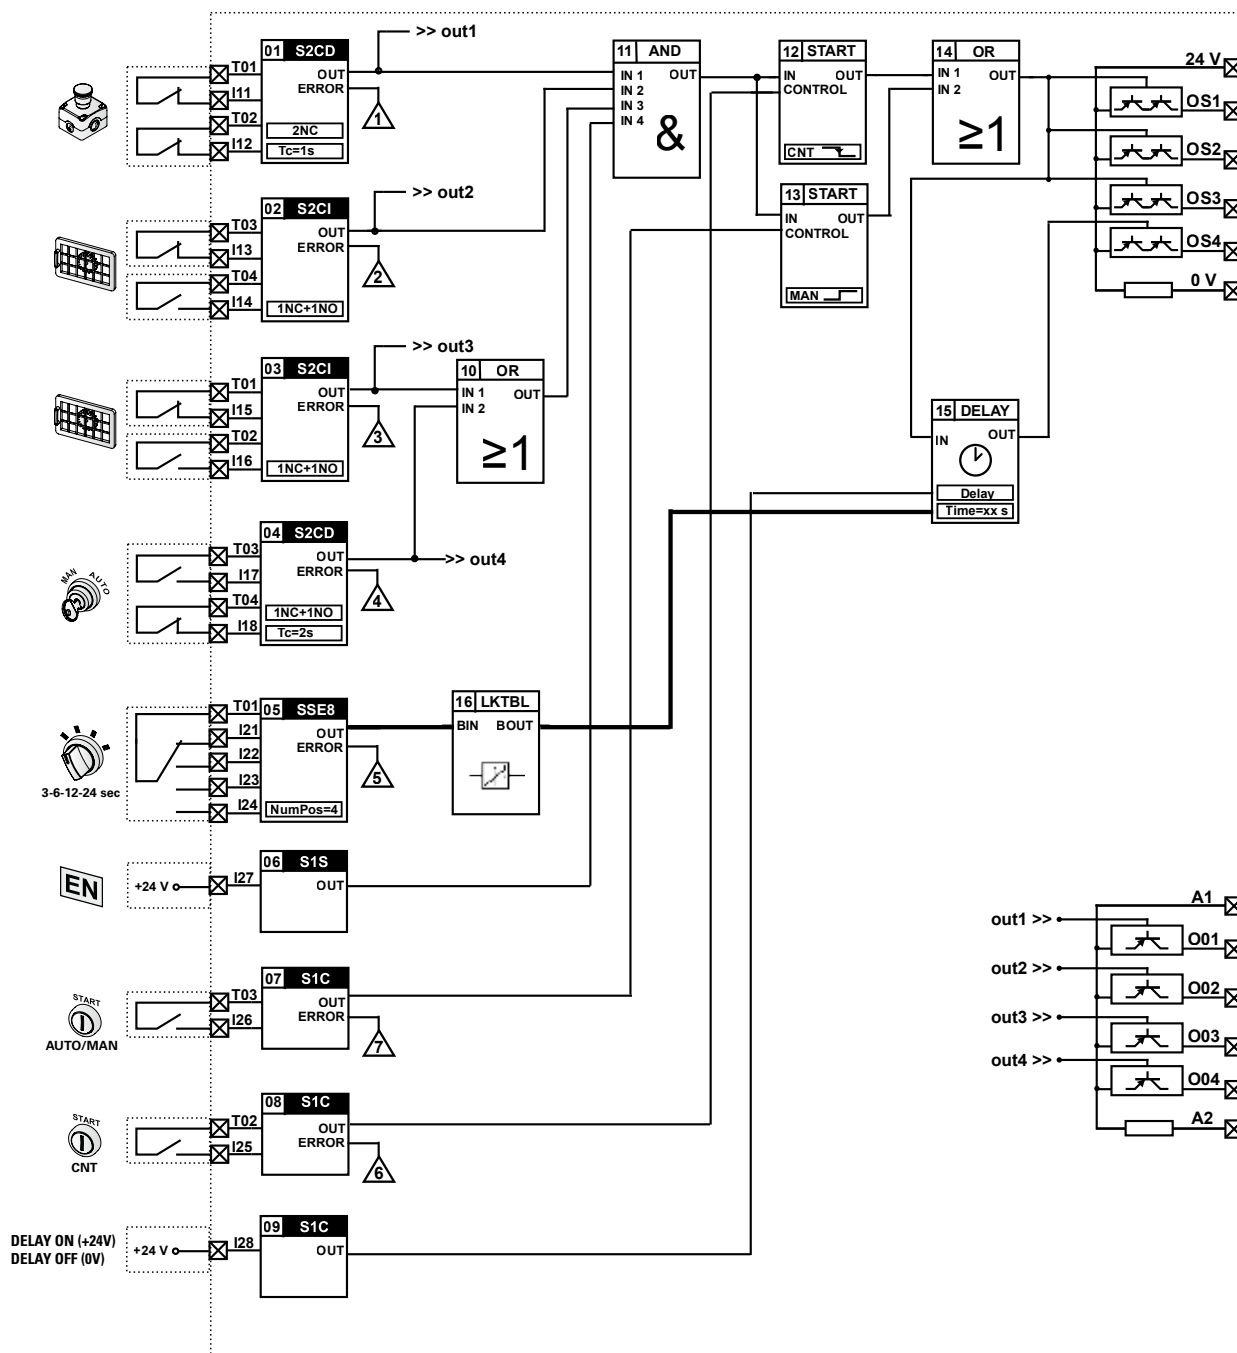 >> out1
01 S2CD
T01
I11
T02
I12
OUT
ERROR
1
2NC
Tc=1s
11 AND
IN 1
IN 2
IN 3
IN 4
OUT
&
12 START
IN OUT
CONTROL
CNT
14 OR
IN 1
IN 2
OUT
≥1
24 V
OS1
OS2
OS3
OS4
0 V
>> out2
02 S2CI
T03
I13
T04
I14
OUT
ERROR
2
1NC+1NO
13 START
IN OUT
CONTROL
MAN
>> out3
03 S2CI
T01
I15
T02
I16
OUT
ERROR
3
1NC+1NO
10 OR
IN 1
IN 2
OUT
≥1
15 DELAY
IN
OUT
Delay
Time=xx s
MAN AUTO
04 S2CD
T03
I17
T04
I18
OUT
ERROR
4
1NC+1NO
Tc=2s
>> out4
3-6-12-24 sec
05 SSE8
T01
I21
I22
I23
I24
OUT
ERROR
5
NumPos=4
16 LKTBL
BIN BOUT
EN
+24 V
I27
06 S1S
OUT
START
AUTO/MAN
07 S1C
T03
I26
OUT
ERROR
7
START
CNT
08 S1C
T02
I25
OUT
ERROR
6
DELAY ON (+24V)
DELAY OFF (0V)
+24 V
I28
09 S1C
OUT
A1
out1 >>
O01
out2 >>
O02
out3 >>
O03
out4 >>
O04
A2